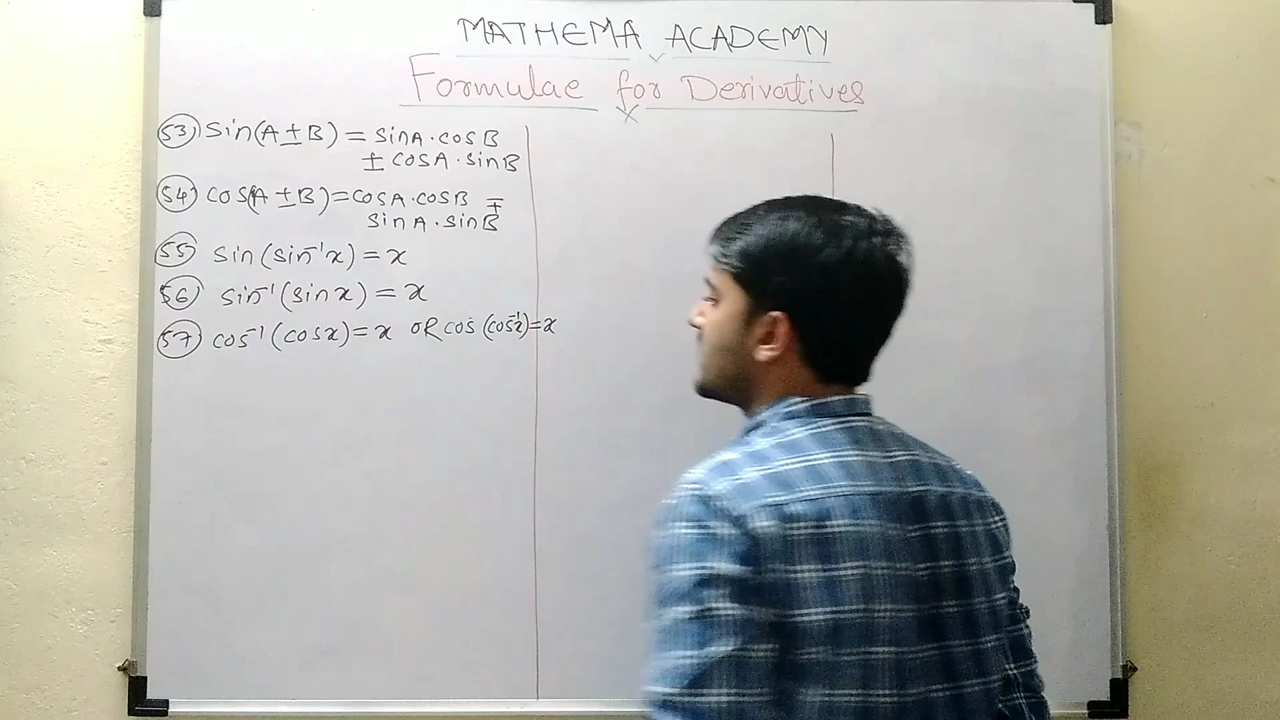 MATHEMA ACADEMY
Formulae for Derivatives
53) sin(A ± B) = sinA · cosB
± cosA · sinB
54) cos(A ± B) = cosA · cosB ∓
sinA · sinB
55) sin(sin⁻¹x) = x
56) sin⁻¹(sinx) = x
57) cos⁻¹(cosx) = x OR cos(cos⁻¹x) = x